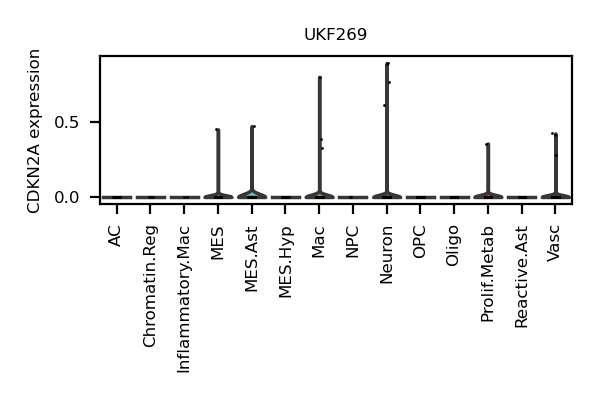 UKF269
CDKN2A expression
0.5
0.0
AC
Chromatin.Reg
Inflammatory.Mac
MES
MES.Ast
MES.Hyp
Mac
NPC
Neuron
OPC
Oligo
Prolif.Metab
Reactive.Ast
Vasc